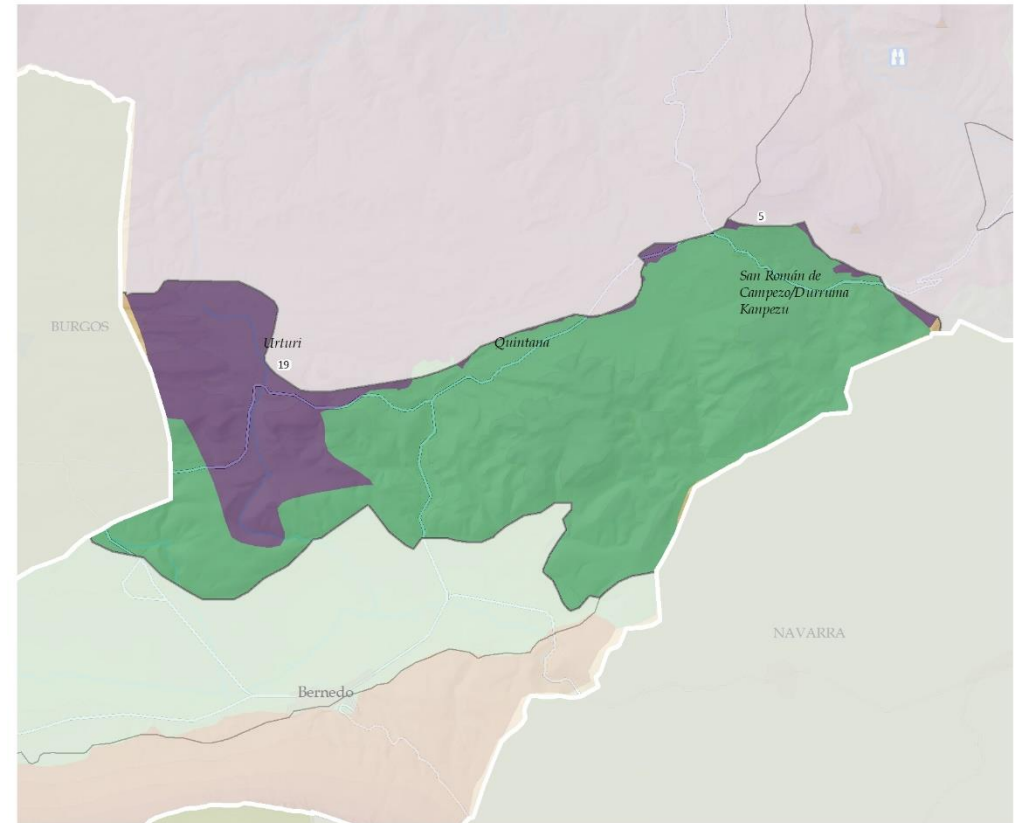 5
San Román de
Campezo/Durruma
Kanpezu
BURGOS
Urturi
Quintana
19
NAVARRA
Bernedo